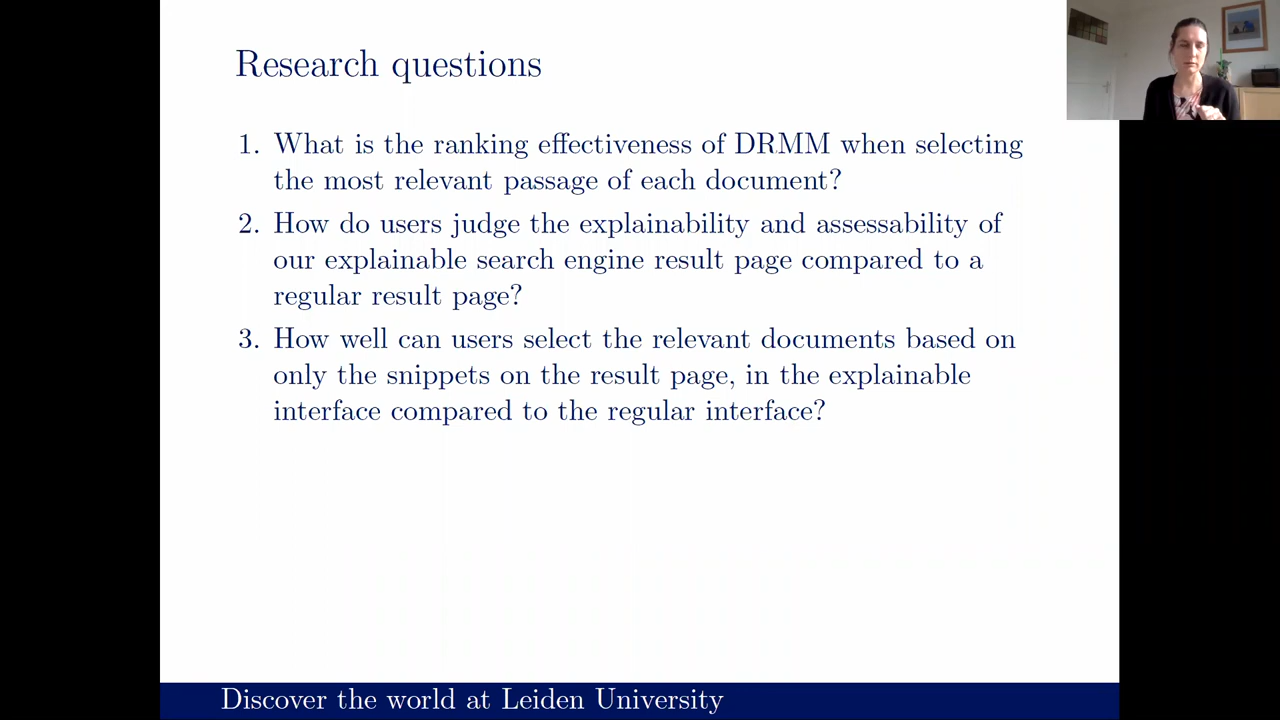 Research questions
1. What is the ranking effectiveness of DRMM when selecting
the most relevant passage of each document?
2. How do users judge the explainability and assessability of
our explainable search engine result page compared to a
regular result page?
3. How well can users select the relevant documents based on
only the snippets on the result page, in the explainable
interface compared to the regular interface?
Discover the world at Leiden University